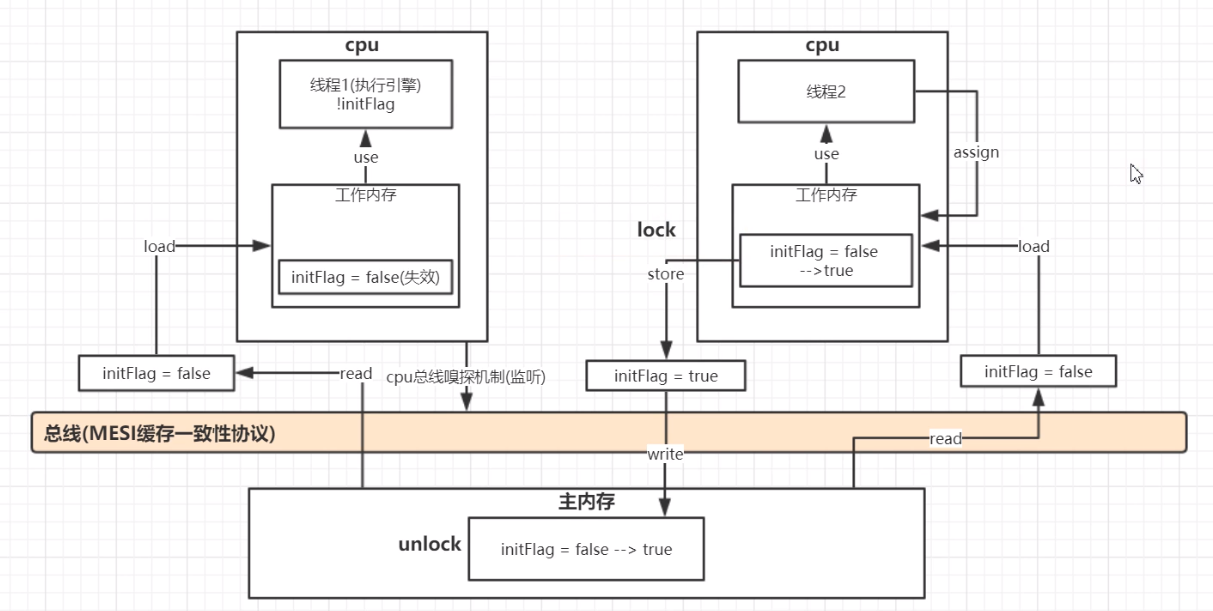 cpu
线程1(执行引擎)
!initFlag
use
工作内存
load
initFlag = false(失效)
cpu
线程2
assign
use
工作内存
lock
initFlag = false
-->true
load
store
initFlag = false
read
cpu总线嗅探机制(监听)
initFlag = true
initFlag = false
总线(MESI缓存一致性协议)
write
read
主内存
unlock
initFlag = false --> true